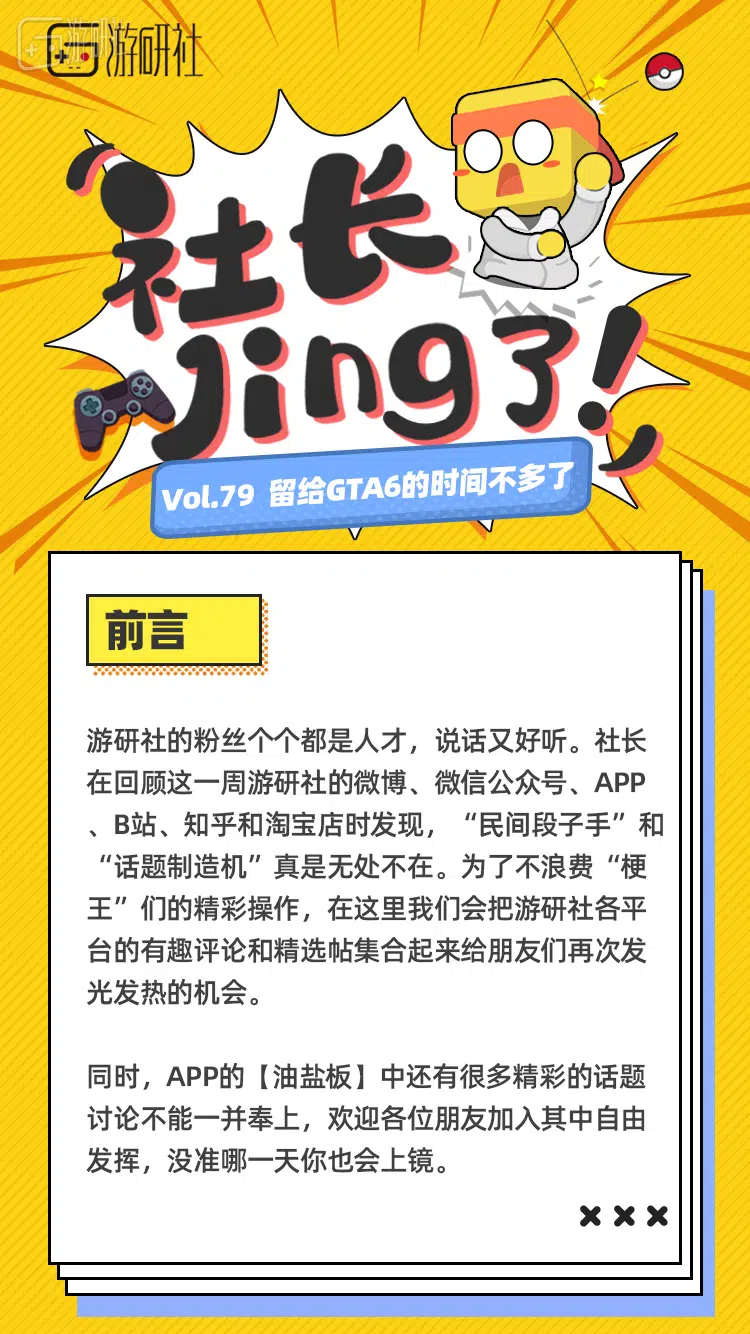 游研社
社长
Jing了!
Vol.79 留给GTA6的时间不多了
前言
游研社的粉丝个个都是人才，说话又好听。社长
在回顾这一周游研社的微博、微信公众号、APP
、B站、知乎和淘宝店时发现，“民间段子手”和
“话题制造机”真是无处不在。为了不浪费“梗
王”们的精彩操作，在这里我们会把游研社各平
台的有趣评论和精选帖集合起来给朋友们再次发
光发热的机会。
同时，APP的【油盐板】中还有很多精彩的话题
讨论不能一并奉上，欢迎各位朋友加入其中自由
发挥，没准哪一天你也会上镜。